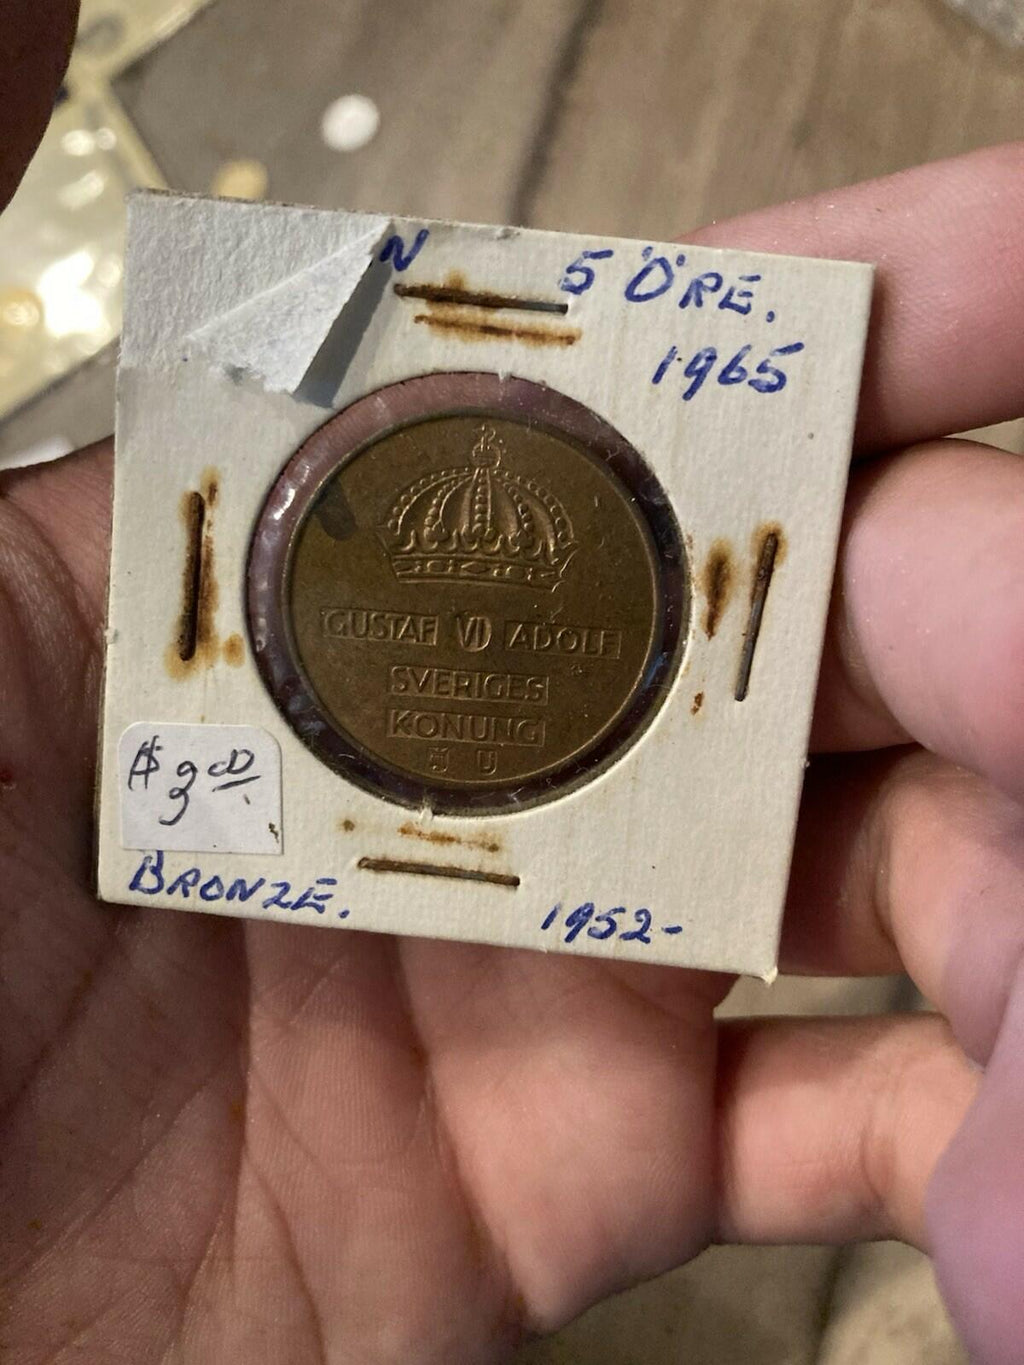 N 5 ÖRE.
1965
GUSTAF VI ADOLF
SVERIGES
KONUNG
U
$3.00
BRONZE.
1952-